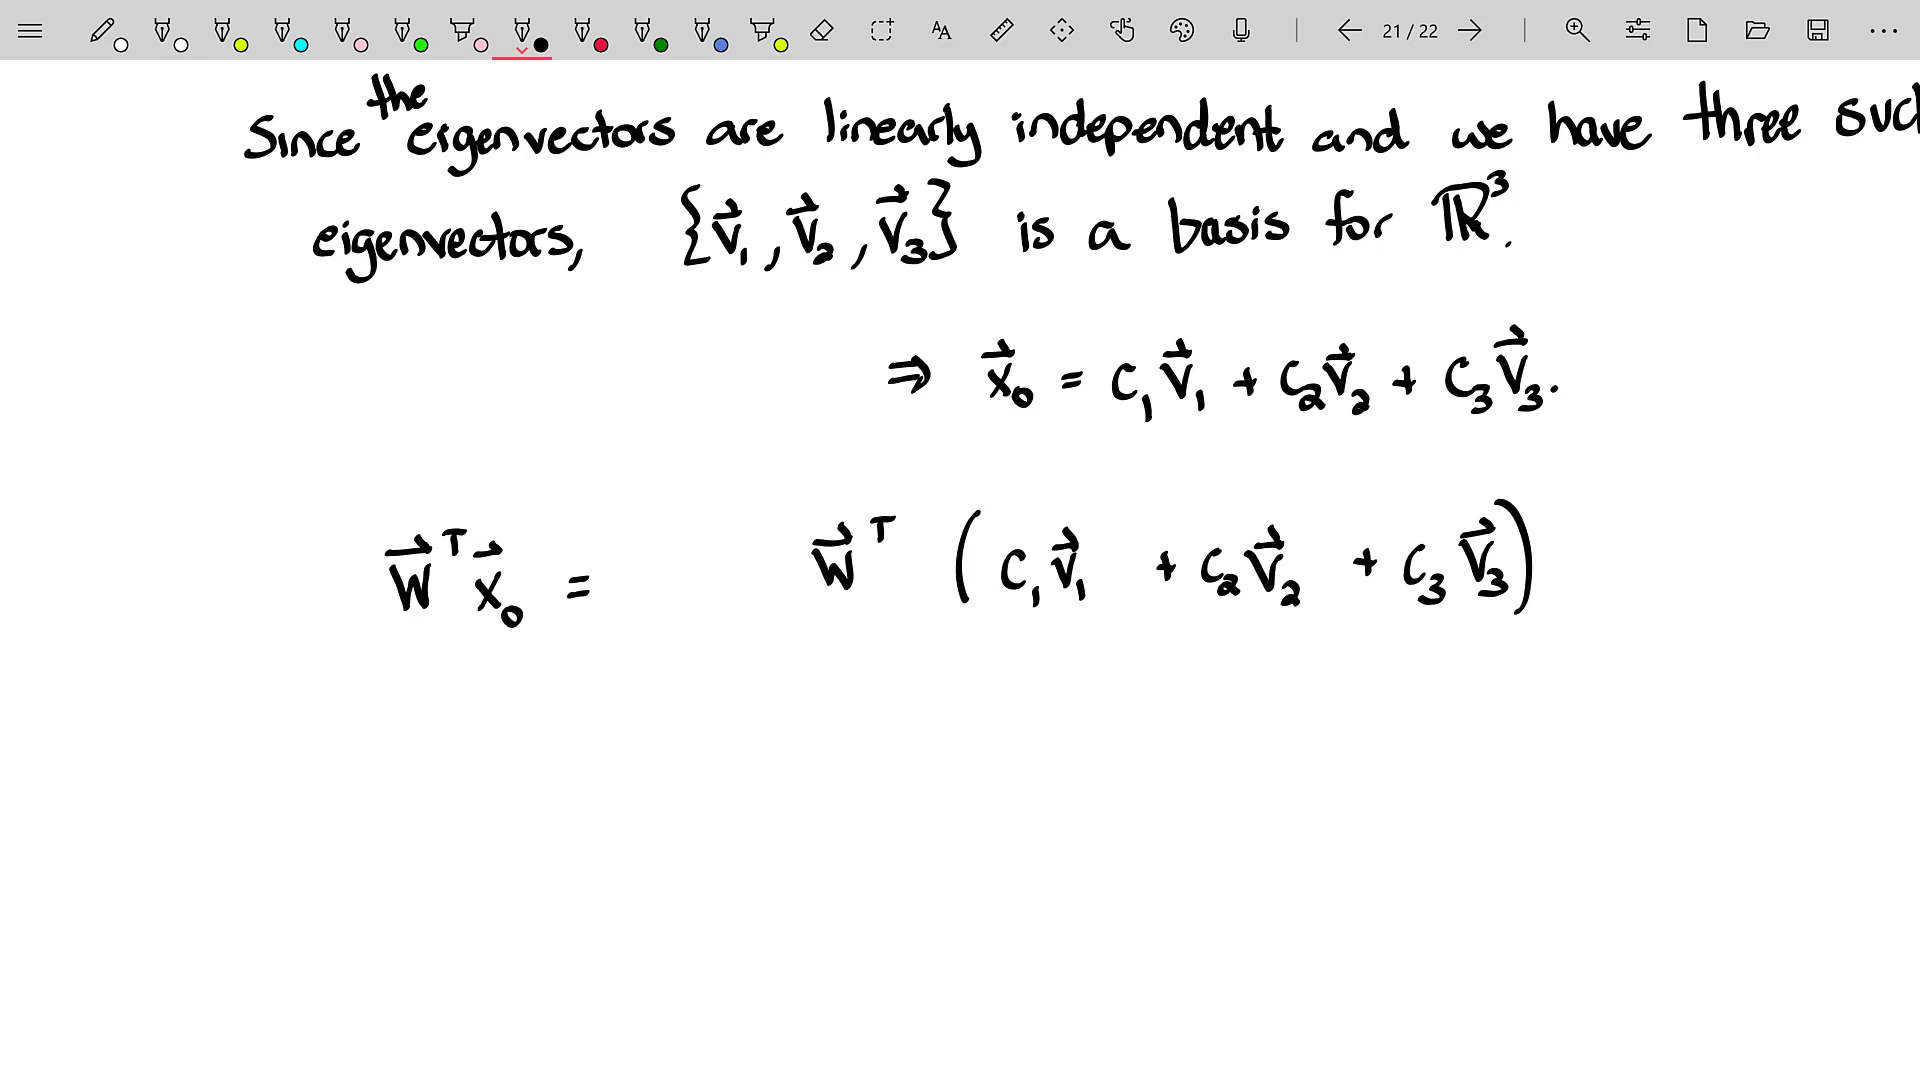 21 / 22
Since the eigenvectors are linearly independent and we have three suc
eigenvectors, {v⃗₁, v⃗₂, v⃗₃} is a basis for ℝ³.
⇒ x⃗₀ = c₁v⃗₁ + c₂v⃗₂ + c₃v⃗₃.
w⃗ᵀx⃗₀ = w⃗ᵀ (c₁v⃗₁ + c₂v⃗₂ + c₃v⃗₃)